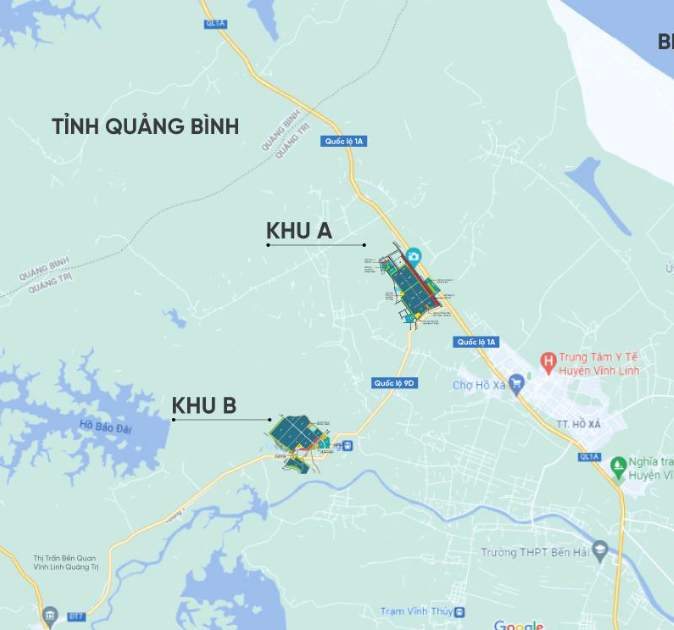 QL1A
BI
TỈNH QUẢNG BÌNH
QUẢNG BÌNH
QUẢNG TRỊ
Quốc lộ 1A
KHU A
QUẢNG BÌNH
QUẢNG TRỊ
Quốc lộ 1A
Trung Tâm Y Tế
Huyện Vĩnh Linh
Quốc lộ 9D
Chợ Hồ Xá
KHU B
Hồ Bảo Đài
TT. HỒ XÁ
QL1A
Nghĩa tra
Huyện Vĩ
Trường THPT Bến Hải
Thị Trấn Bến Quan
Vĩnh Linh Quảng Trị
ĐT7
Trạm Vĩnh Thủy
Google